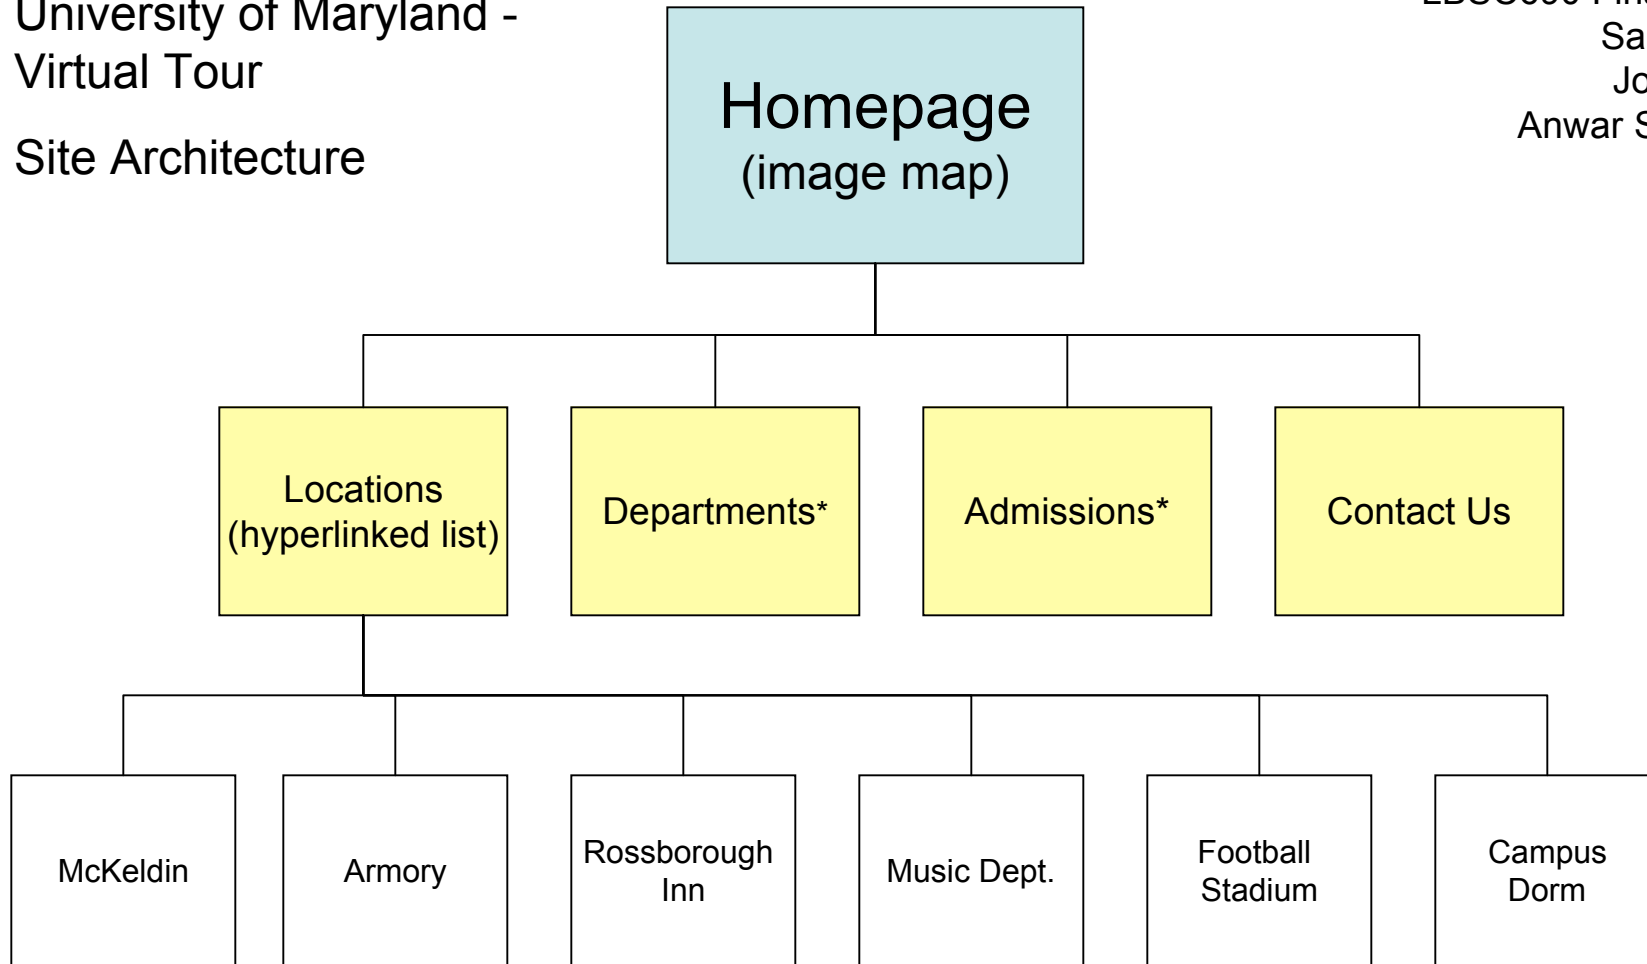 University of Maryland -
Virtual Tour
Site Architecture
Anwar
Homepage
(image map)
Locations
(hyperlinked list)
Departments*
Admissions*
Contact Us
McKeldin
Armory
Rossborough
Inn
Music Dept.
Football
Stadium
Campus
Dorm